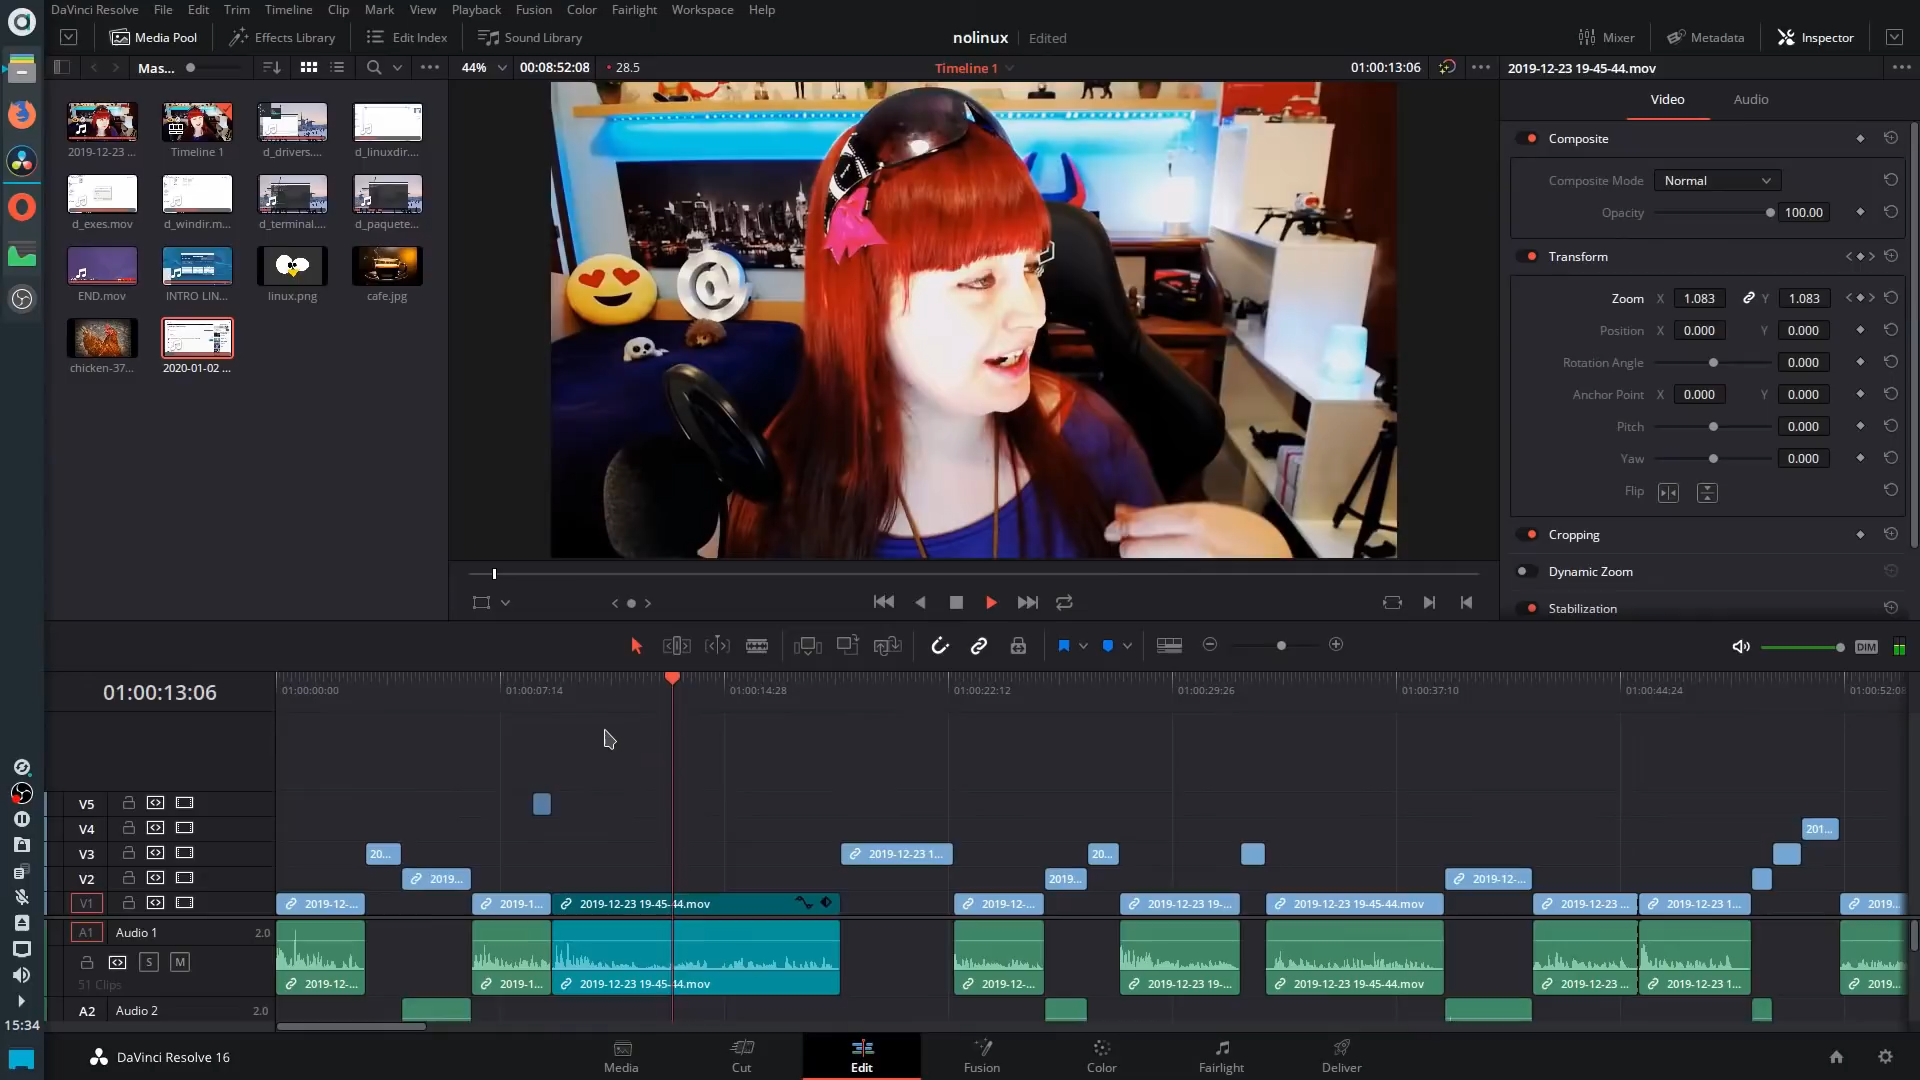 DaVinci Resolve File Edit Trim Timeline Clip Mark View Playback Fusion Color Fairlight Workspace Help
Media Pool Effects Library Edit Index Sound Library nolinux Edited Mixer Metadata Inspector
Mas... 44% 00:08:52:08 28.5 Timeline 1 01:00:13:06 2019-12-23 19-45-44.mov
Video Audio
2019-12-23 ... Timeline 1 d_drivers.... d_linuxdir....
d_exes.mov d_windir.m... d_terminal.... d_paquete...
END.mov INTRO LIN... linux.png cafe.jpg
chicken-37... 2020-01-02 ...
@
Composite
Composite Mode Normal
Opacity 100.00
Transform
Zoom X 1.083 Y 1.083
Position X 0.000 Y 0.000
Rotation Angle 0.000
Anchor Point X 0.000 Y 0.000
Pitch 0.000
Yaw 0.000
Flip
Cropping
Dynamic Zoom
Stabilization
DIM
01:00:13:06 01:00:00:00 01:00:07:14 01:00:14:28 01:00:22:12 01:00:29:26 01:00:37:10 01:00:44:24 01:00:52:08
V5
V4 201...
V3 20... 2019-12-23 1... 20...
V2 2019... 2019... 2019-12-...
V1 2019-12-... 2019-1... 2019-12-23 19-45-44.mov 2019-12-... 2019-12-23 19-... 2019-12-23 19-45-44.mov 2019-12-23 ... 2019-12-23 1... 2019...
A1 Audio 1 2.0
S M
51 Clips 2019-12-... 2019-1... 2019-12-23 19-45-44.mov 2019-12-... 2019-12-23 19-... 2019-12-23 19-45-44.mov 2019-12-23 ... 2019-12-23 1... 2019...
A2 Audio 2 2.0
15:34
DaVinci Resolve 16 Media Cut Edit Fusion Color Fairlight Deliver